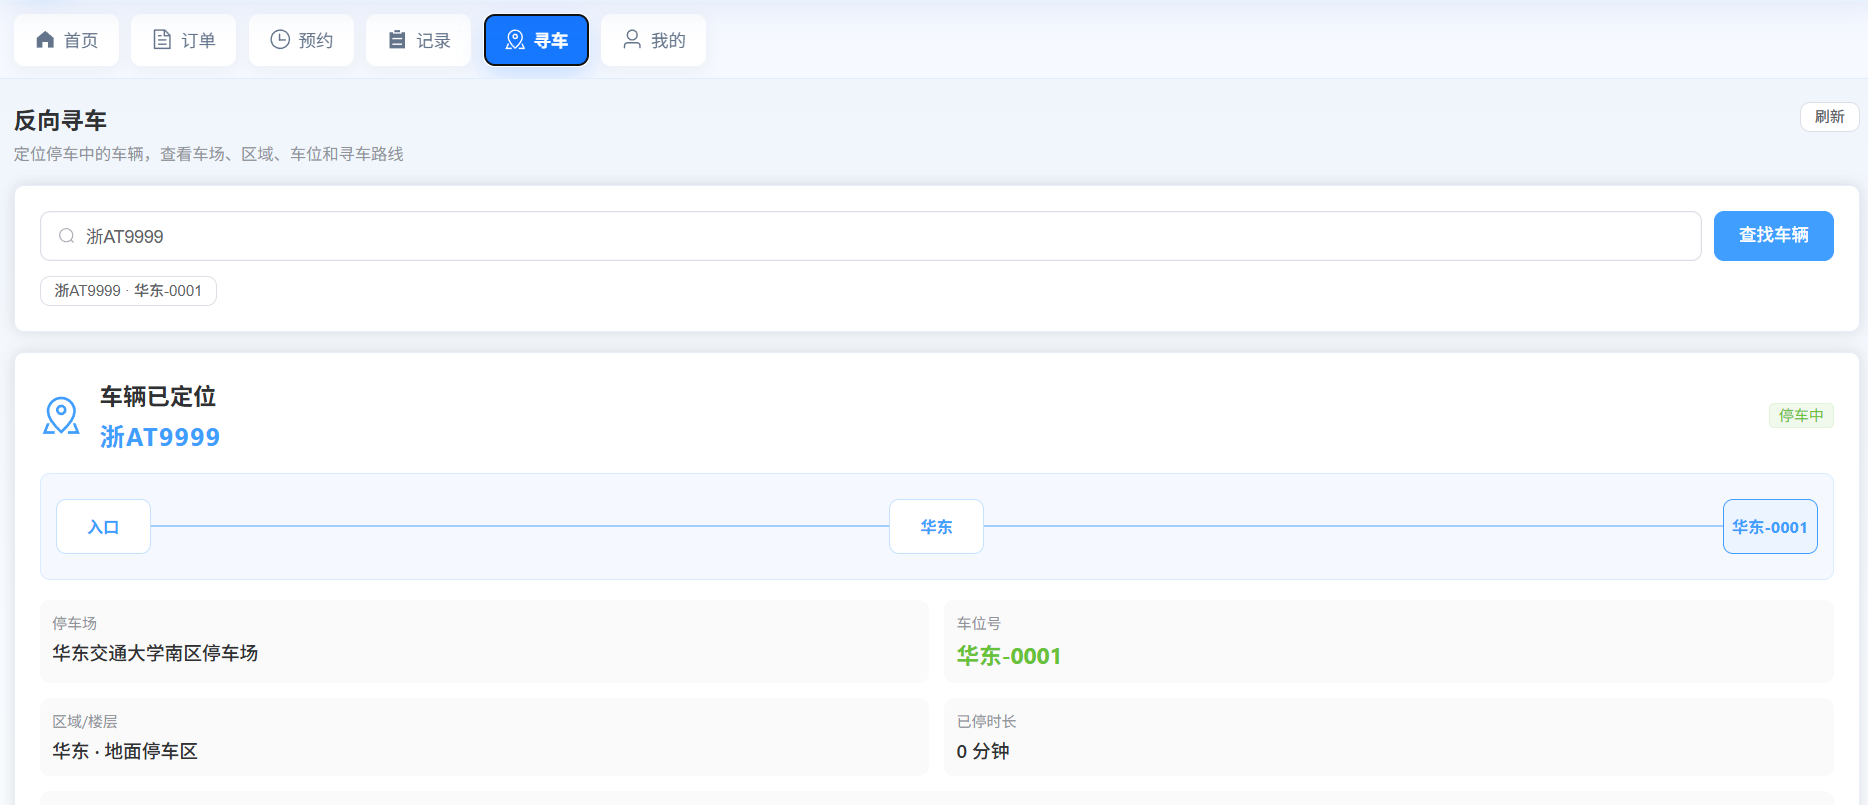 首页 订单 预约 记录 寻车 我的
反向寻车
刷新
定位停车中的车辆，查看车场、区域、车位和寻车路线
浙AT9999
查找车辆
浙AT9999 · 华东-0001
车辆已定位
浙AT9999
停车中
入口 华东 华东-0001
停车场
华东交通大学南区停车场
车位号
华东-0001
区域/楼层
华东 · 地面停车区
已停时长
0 分钟